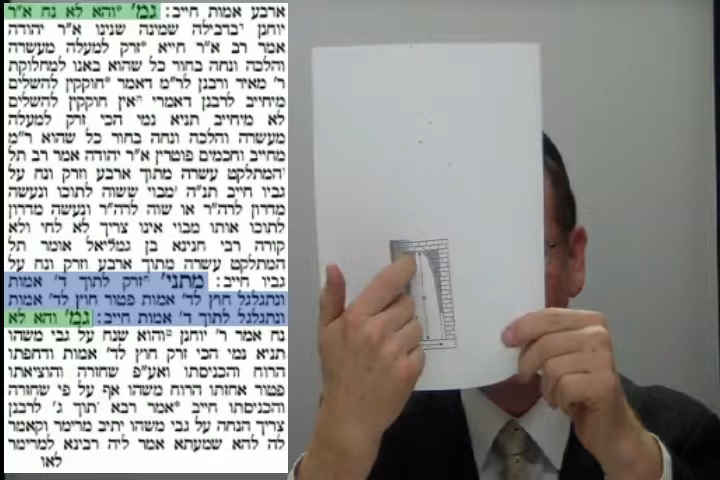 ארבע אמות חייב: גמ' והא לא נח א"ר
יוחנן בדבילה שמינה שנינו א"ר יהודה
אמר רב א"ר חייא זרק למעלה מעשרה
והלכה ונחה בחור כל שהוא באנו למחלוקת
ר' מאיר ורבנן לר"מ דאמר חוקקין להשלים
מיחייב לרבנן דאמרי אין חוקקין להשלים
לא מיחייב תניא נמי הכי זרק למעלה
מעשרה והלכה ונחה בחור כל שהוא ר"מ
מחייב וחכמים פוטרין א"ר יהודה אמר רב תל
המתלקט עשרה מתוך ארבע וזרק ונח על
גביו חייב תנ"ה מבוי ששוה לתוכו ונעשה
מדרון לרה"ר או שוה לרה"ר ונעשה מדרון
לתוכו אותו מבוי אינו צריך לא לחי ולא
קורה רבי חנינא בן גמליאל אומר תל
המתלקט עשרה מתוך ארבע וזרק ונח על
גביו חייב: מתני' הזרק לתוך ד' אמות
ונתגלגל חוץ לד' אמות פטור חוץ לד' אמות
ונתגלגל לתוך ד' אמות חייב: גמ' והא לא
נח אמר ר' יוחנן והוא שנח על גבי משהו
תניא נמי הכי זרק חוץ לד' אמות ודחפתו
הרוח והכניסתו ואע"פ שחזרה והוציאתו
פטור אחזתו הרוח משהו אף על פי שחזרה
והכניסתו חייב אמר רבא תוך ג' לרבנן
צריך הנחה על גבי משהו יתיב מרימר וקאמר
לה להא שמעתא אמר ליה רבינא למרימר
לאו